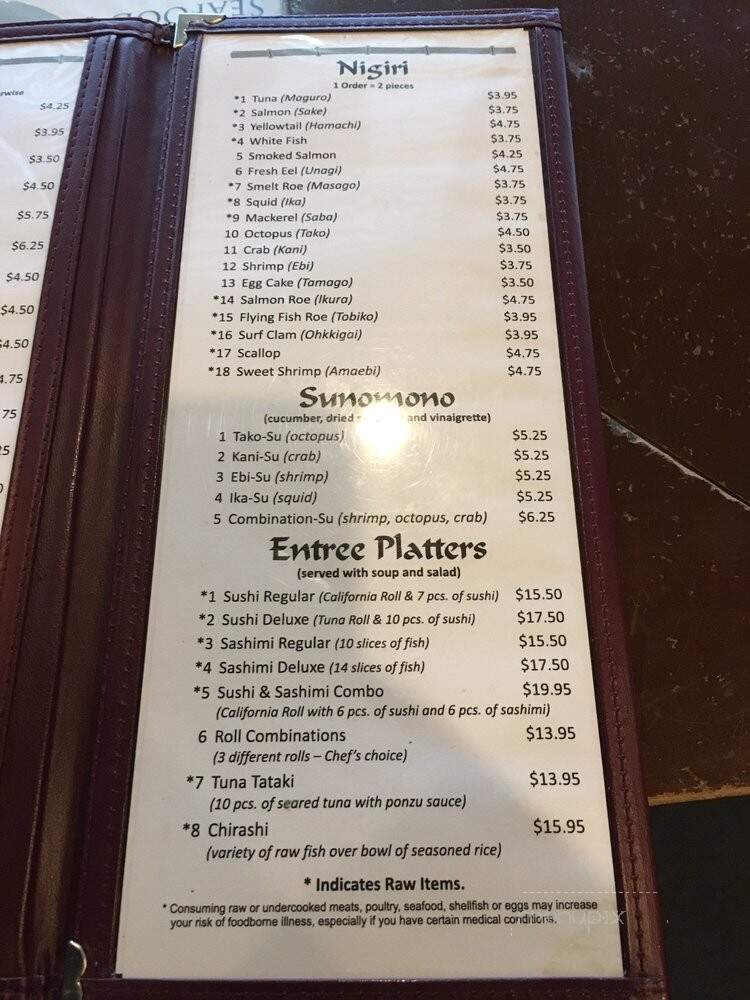 SEAFOOD
rwise
$4.25
$3.95
$3.50
$4.50
$5.75
$6.25
$4.50
$4.50
$4.50
4.75
75
Nigiri
1 Order = 2 pieces
*1 Tuna (Maguro) $3.95
*2 Salmon (Sake) $3.75
*3 Yellowtail (Hamachi) $4.75
*4 White Fish $3.75
5 Smoked Salmon $4.25
6 Fresh Eel (Unagi) $4.75
*7 Smelt Roe (Masago) $3.75
*8 Squid (Ika) $3.75
*9 Mackerel (Saba) $3.75
10 Octopus (Tako) $4.50
11 Crab (Kani) $3.50
12 Shrimp (Ebi) $3.75
13 Egg Cake (Tamago) $3.50
*14 Salmon Roe (Ikura) $4.75
*15 Flying Fish Roe (Tobiko) $3.95
*16 Surf Clam (Ohkkigai) $3.95
*17 Scallop $4.75
*18 Sweet Shrimp (Amaebi) $4.75
Sunomono
(cucumber, dried and vinaigrette)
1 Tako-Su (octopus) $5.25
2 Kani-Su (crab) $5.25
3 Ebi-Su (shrimp) $5.25
4 Ika-Su (squid) $5.25
5 Combination-Su (shrimp, octopus, crab) $6.25
Entree Platters
(served with soup and salad)
*1 Sushi Regular (California Roll & 7 pcs. of sushi) $15.50
*2 Sushi Deluxe (Tuna Roll & 10 pcs. of sushi) $17.50
*3 Sashimi Regular (10 slices of fish) $15.50
*4 Sashimi Deluxe (14 slices of fish) $17.50
*5 Sushi & Sashimi Combo $19.95
(California Roll with 6 pcs. of sushi and 6 pcs. of sashimi)
6 Roll Combinations $13.95
(3 different rolls – Chef's choice)
*7 Tuna Tataki $13.95
(10 pcs. of seared tuna with ponzu sauce)
*8 Chirashi $15.95
(variety of raw fish over bowl of seasoned rice)
* Indicates Raw Items.
* Consuming raw or undercooked meats, poultry, seafood, shellfish or eggs may increase
your risk of foodborne illness, especially if you have certain medical conditions.